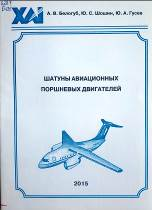 ХАІ
А. В. Белогуб, Ю. С. Шошин, Ю. А. Гусев
ШАТУНЫ АВИАЦИОННЫХ
ПОРШНЕВЫХ ДВИГАТЕЛЕЙ
2015